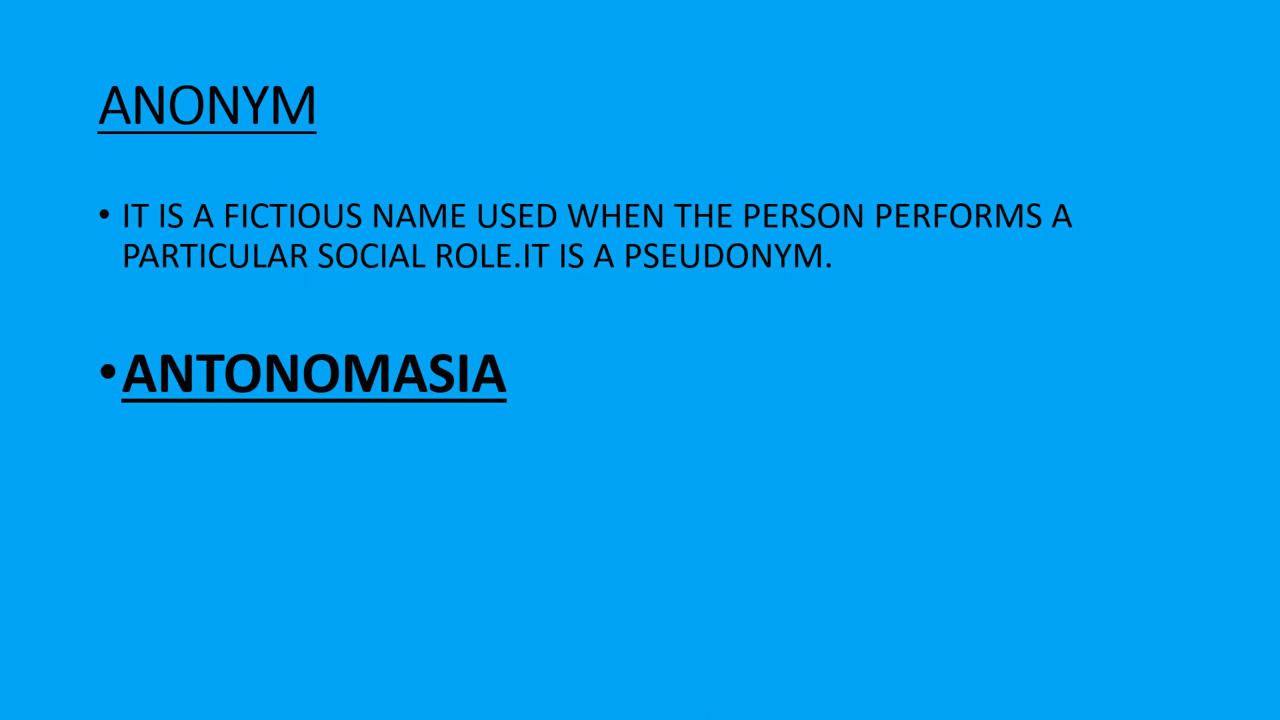 ANONYM
• IT IS A FICTIOUS NAME USED WHEN THE PERSON PERFORMS A
PARTICULAR SOCIAL ROLE.IT IS A PSEUDONYM.
•ANTONOMASIA